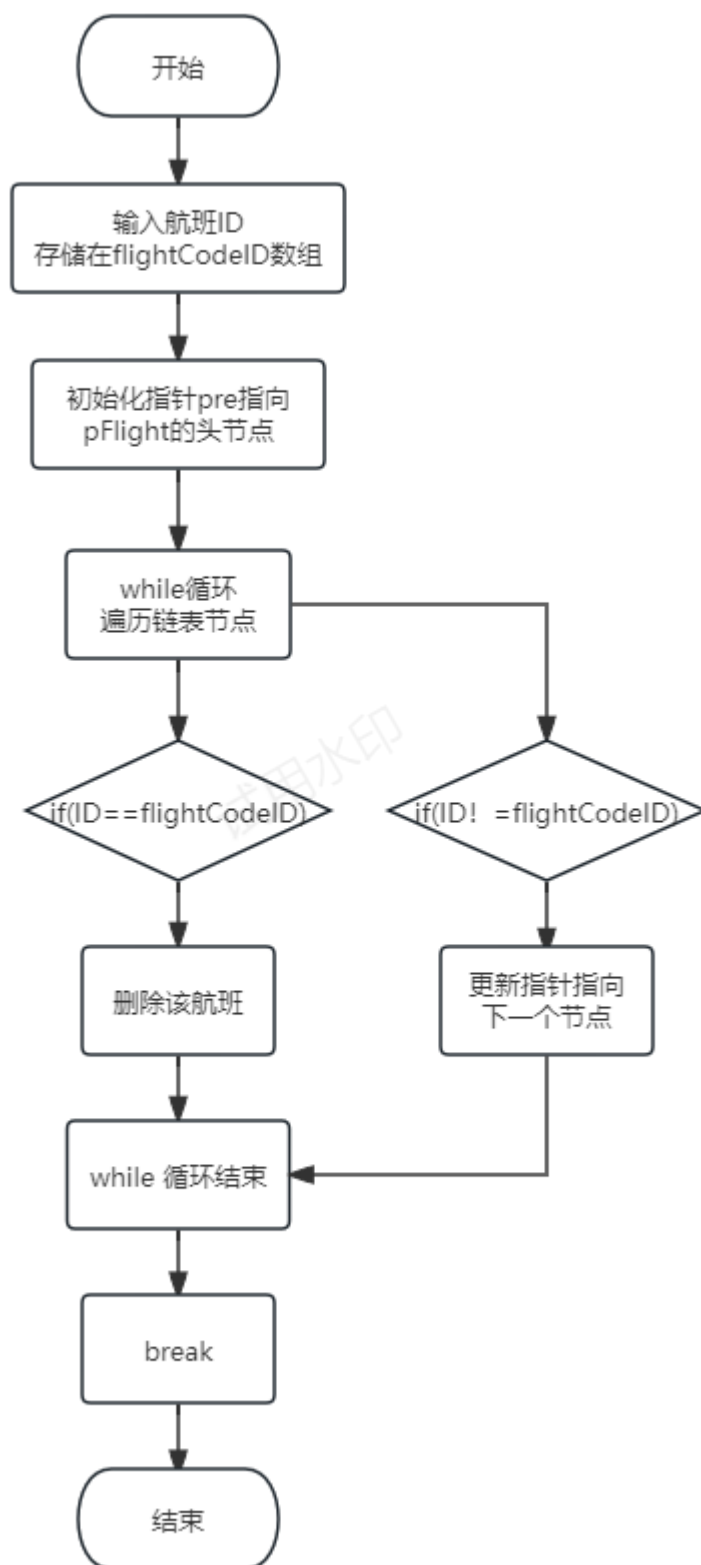 开始
输入航班ID
存储在flightCodeID数组
初始化指针pre指向
pFlight的头节点
while循环
遍历链表节点
if(ID==flightCodeID)
if(ID！=flightCodeID)
删除该航班
更新指针指向
下一个节点
while 循环结束
break
结束
试用水印